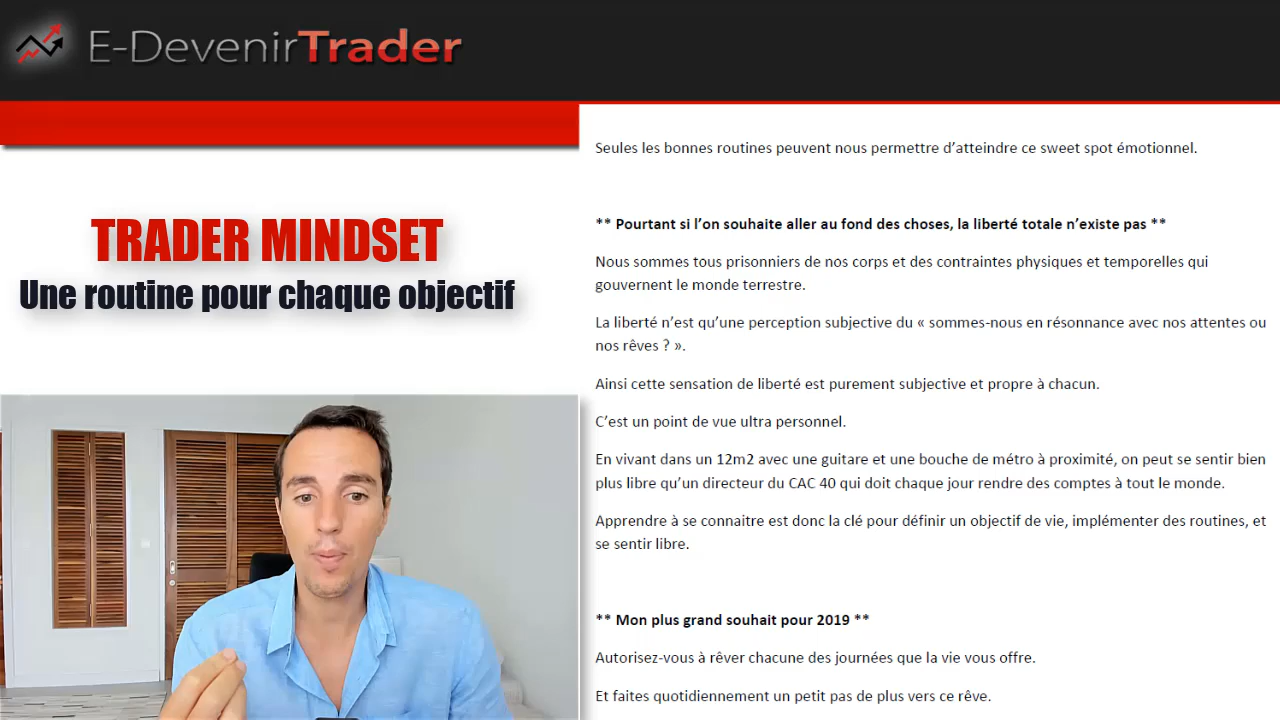 E-DevenirTrader
TRADER MINDSET
Une routine pour chaque objectif
Seules les bonnes routines peuvent nous permettre d’atteindre ce sweet spot émotionnel.
** Pourtant si l’on souhaite aller au fond des choses, la liberté totale n’existe pas **
Nous sommes tous prisonniers de nos corps et des contraintes physiques et temporelles qui
gouvernent le monde terrestre.
La liberté n’est qu’une perception subjective du « sommes-nous en résonnance avec nos attentes ou
nos rêves ? ».
Ainsi cette sensation de liberté est purement subjective et propre à chacun.
C’est un point de vue ultra personnel.
En vivant dans un 12m2 avec une guitare et une bouche de métro à proximité, on peut se sentir bien
plus libre qu’un directeur du CAC 40 qui doit chaque jour rendre des comptes à tout le monde.
Apprendre à se connaitre est donc la clé pour définir un objectif de vie, implémenter des routines, et
se sentir libre.
** Mon plus grand souhait pour 2019 **
Autorisez-vous à rêver chacune des journées que la vie vous offre.
Et faites quotidiennement un petit pas de plus vers ce rêve.